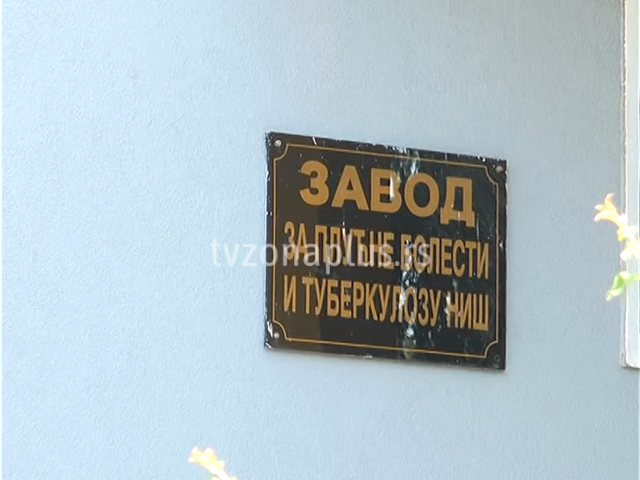 ЗАВОД
ЗА ПЛУЋНЕ БОЛЕСТИ
tvzonaplus.rs
И ТУБЕРКУЛОЗУ НИШ